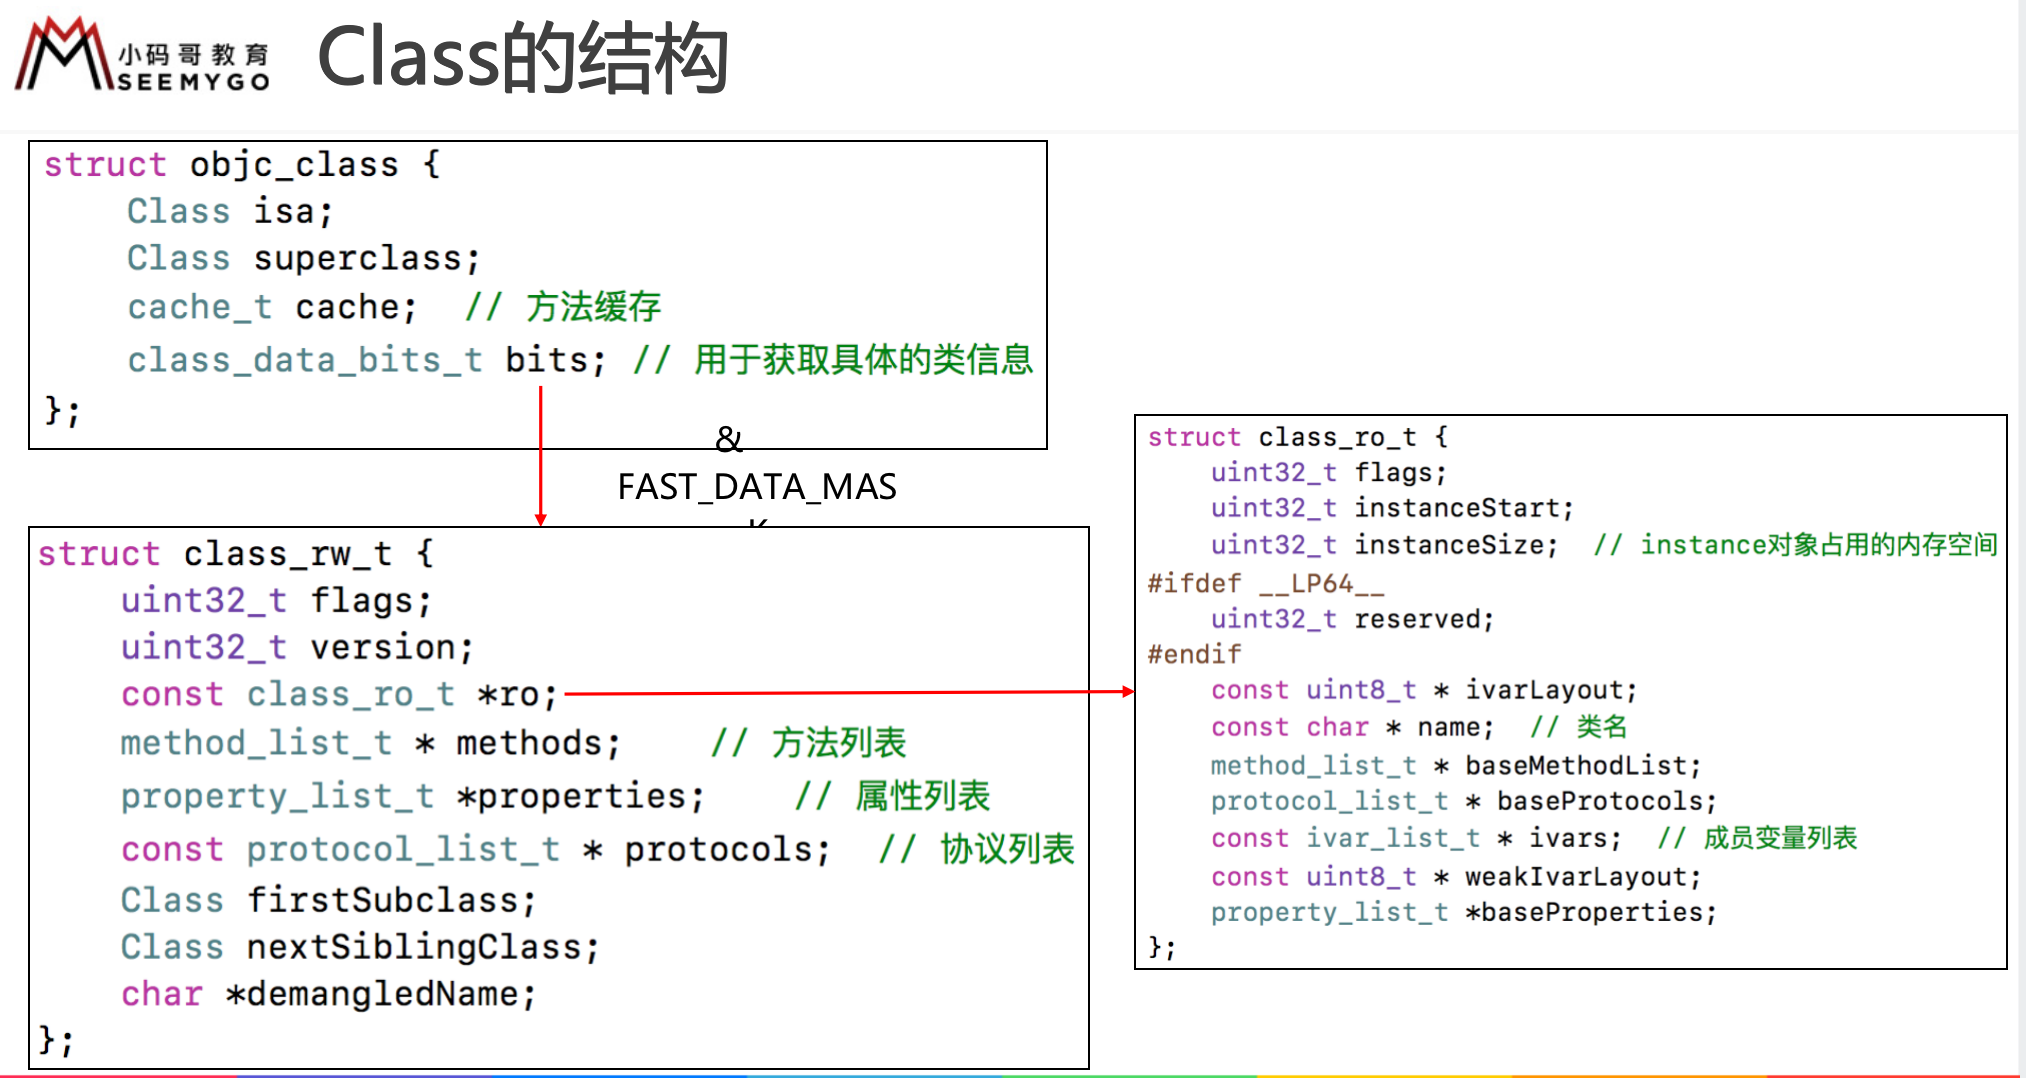 小码哥教育
SEEMYGO
Class的结构
struct objc_class {
Class isa;
Class superclass;
cache_t cache; // 方法缓存
class_data_bits_t bits; // 用于获取具体的类信息
};
&
FAST_DATA_MAS
K
struct class_rw_t {
uint32_t flags;
uint32_t version;
const class_ro_t *ro;
method_list_t * methods; // 方法列表
property_list_t *properties; // 属性列表
const protocol_list_t * protocols; // 协议列表
Class firstSubclass;
Class nextSiblingClass;
char *demangledName;
};
struct class_ro_t {
uint32_t flags;
uint32_t instanceStart;
uint32_t instanceSize; // instance对象占用的内存空间
#ifdef __LP64__
uint32_t reserved;
#endif
const uint8_t * ivarLayout;
const char * name; // 类名
method_list_t * baseMethodList;
protocol_list_t * baseProtocols;
const ivar_list_t * ivars; // 成员变量列表
const uint8_t * weakIvarLayout;
property_list_t *baseProperties;
};